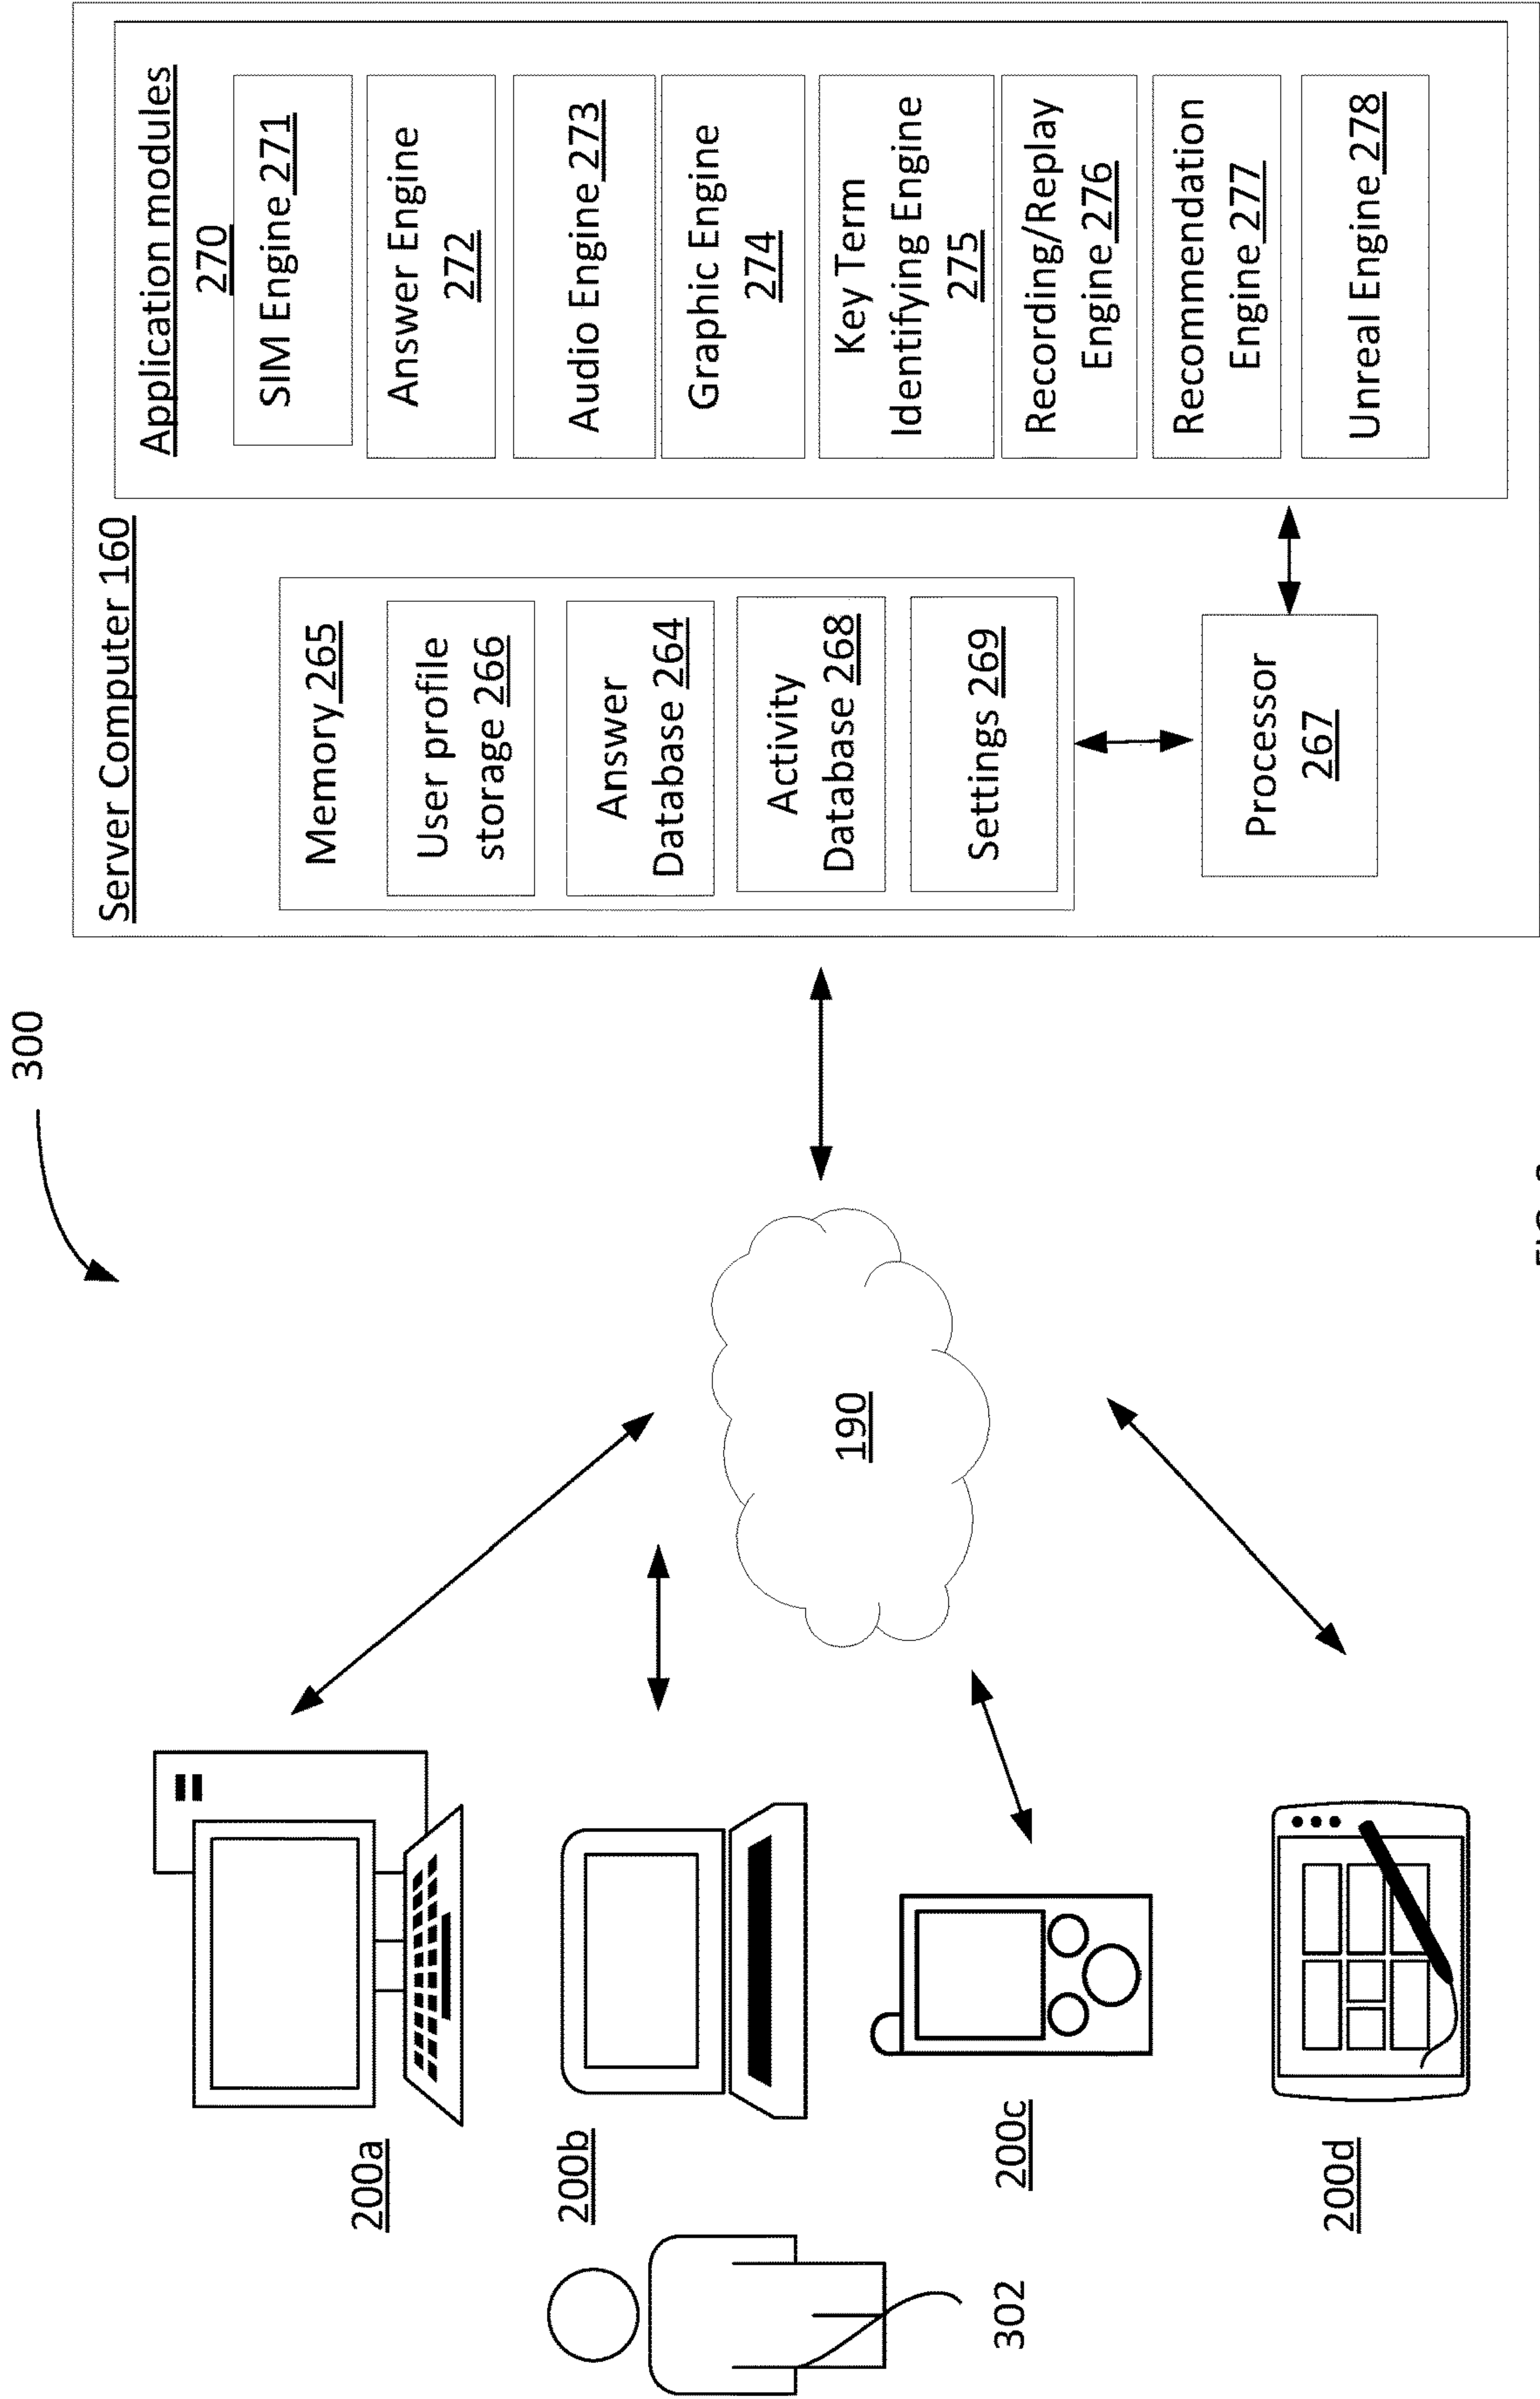 300
Server Computer 160
Application modules
270
SIM Engine 271
Answer Engine
272
Audio Engine 273
Graphic Engine
274
Key Term
Identifying Engine
275
Recording/Replay
Engine 276
Recommendation
Engine 277
Unreal Engine 278
Memory 265
User profile
storage 266
Answer
Database 264
Activity
Database 268
Settings 269
Processor
267
190
200a
200b
200c
200d
302